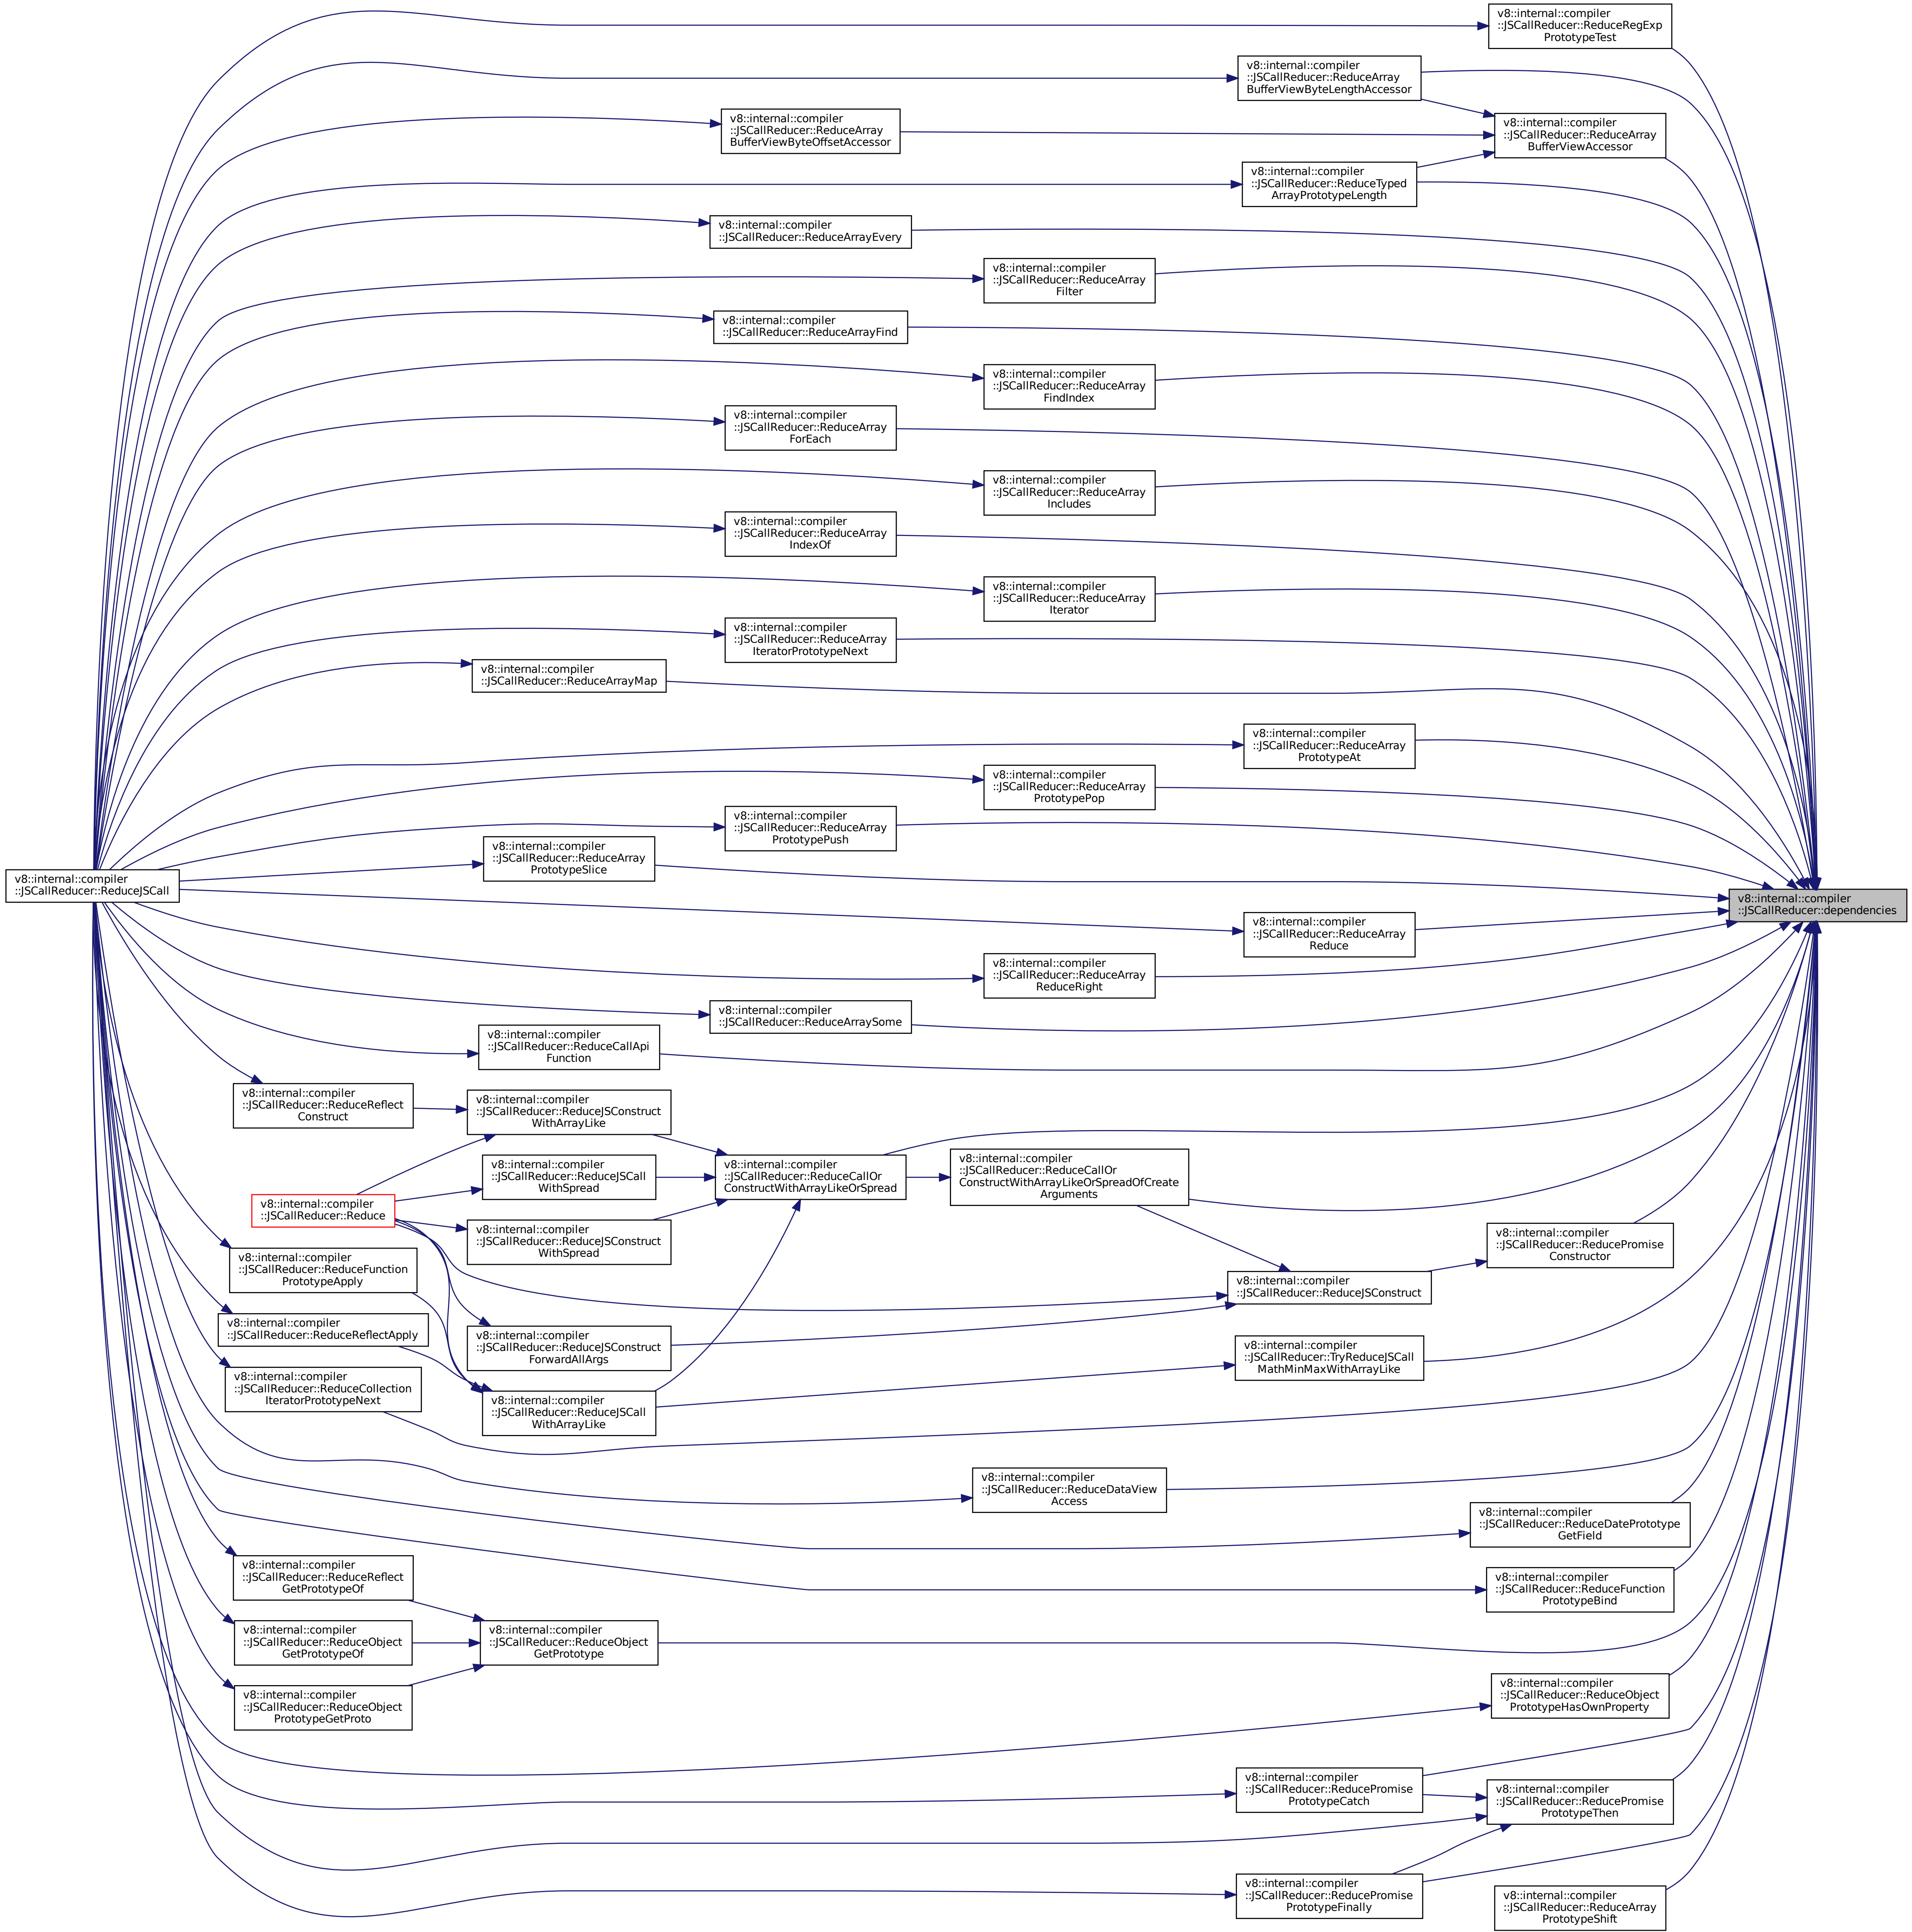 v8::internal::compiler
::JSCallReducer::ReduceRegExp
PrototypeTest
v8::internal::compiler
::JSCallReducer::ReduceArray
BufferViewByteLengthAccessor
v8::internal::compiler
::JSCallReducer::ReduceArray
BufferViewByteOffsetAccessor
v8::internal::compiler
::JSCallReducer::ReduceArray
BufferViewAccessor
v8::internal::compiler
::JSCallReducer::ReduceTyped
ArrayPrototypeLength
v8::internal::compiler
::JSCallReducer::ReduceArrayEvery
v8::internal::compiler
::JSCallReducer::ReduceArray
Filter
v8::internal::compiler
::JSCallReducer::ReduceArrayFind
v8::internal::compiler
::JSCallReducer::ReduceArray
FindIndex
v8::internal::compiler
::JSCallReducer::ReduceArray
ForEach
v8::internal::compiler
::JSCallReducer::ReduceArray
Includes
v8::internal::compiler
::JSCallReducer::ReduceArray
IndexOf
v8::internal::compiler
::JSCallReducer::ReduceArray
Iterator
v8::internal::compiler
::JSCallReducer::ReduceArray
IteratorPrototypeNext
v8::internal::compiler
::JSCallReducer::ReduceArrayMap
v8::internal::compiler
::JSCallReducer::ReduceArray
PrototypeAt
v8::internal::compiler
::JSCallReducer::ReduceArray
PrototypePop
v8::internal::compiler
::JSCallReducer::ReduceArray
PrototypePush
v8::internal::compiler
::JSCallReducer::ReduceArray
PrototypeSlice
v8::internal::compiler
::JSCallReducer::ReduceJSCall
v8::internal::compiler
::JSCallReducer::dependencies
v8::internal::compiler
::JSCallReducer::ReduceArray
Reduce
v8::internal::compiler
::JSCallReducer::ReduceArray
ReduceRight
v8::internal::compiler
::JSCallReducer::ReduceArraySome
v8::internal::compiler
::JSCallReducer::ReduceCallApi
Function
v8::internal::compiler
::JSCallReducer::ReduceReflect
Construct
v8::internal::compiler
::JSCallReducer::ReduceJSConstruct
WithArrayLike
v8::internal::compiler
::JSCallReducer::ReduceJSCall
WithSpread
v8::internal::compiler
::JSCallReducer::ReduceCallOr
ConstructWithArrayLikeOrSpread
v8::internal::compiler
::JSCallReducer::ReduceCallOr
ConstructWithArrayLikeOrSpreadOfCreate
Arguments
v8::internal::compiler
::JSCallReducer::Reduce
v8::internal::compiler
::JSCallReducer::ReduceJSConstruct
WithSpread
v8::internal::compiler
::JSCallReducer::ReducePromise
Constructor
v8::internal::compiler
::JSCallReducer::ReduceFunction
PrototypeApply
v8::internal::compiler
::JSCallReducer::ReduceJSConstruct
v8::internal::compiler
::JSCallReducer::ReduceReflectApply
v8::internal::compiler
::JSCallReducer::ReduceJSConstruct
ForwardAllArgs
v8::internal::compiler
::JSCallReducer::TryReduceJSCall
MathMinMaxWithArrayLike
v8::internal::compiler
::JSCallReducer::ReduceCollection
IteratorPrototypeNext
v8::internal::compiler
::JSCallReducer::ReduceJSCall
WithArrayLike
v8::internal::compiler
::JSCallReducer::ReduceDataView
Access
v8::internal::compiler
::JSCallReducer::ReduceDatePrototype
GetField
v8::internal::compiler
::JSCallReducer::ReduceReflect
GetPrototypeOf
v8::internal::compiler
::JSCallReducer::ReduceFunction
PrototypeBind
v8::internal::compiler
::JSCallReducer::ReduceObject
GetPrototypeOf
v8::internal::compiler
::JSCallReducer::ReduceObject
GetPrototype
v8::internal::compiler
::JSCallReducer::ReduceObject
PrototypeGetProto
v8::internal::compiler
::JSCallReducer::ReduceObject
PrototypeHasOwnProperty
v8::internal::compiler
::JSCallReducer::ReducePromise
PrototypeCatch
v8::internal::compiler
::JSCallReducer::ReducePromise
PrototypeThen
v8::internal::compiler
::JSCallReducer::ReducePromise
PrototypeFinally
v8::internal::compiler
::JSCallReducer::ReduceArray
PrototypeShift